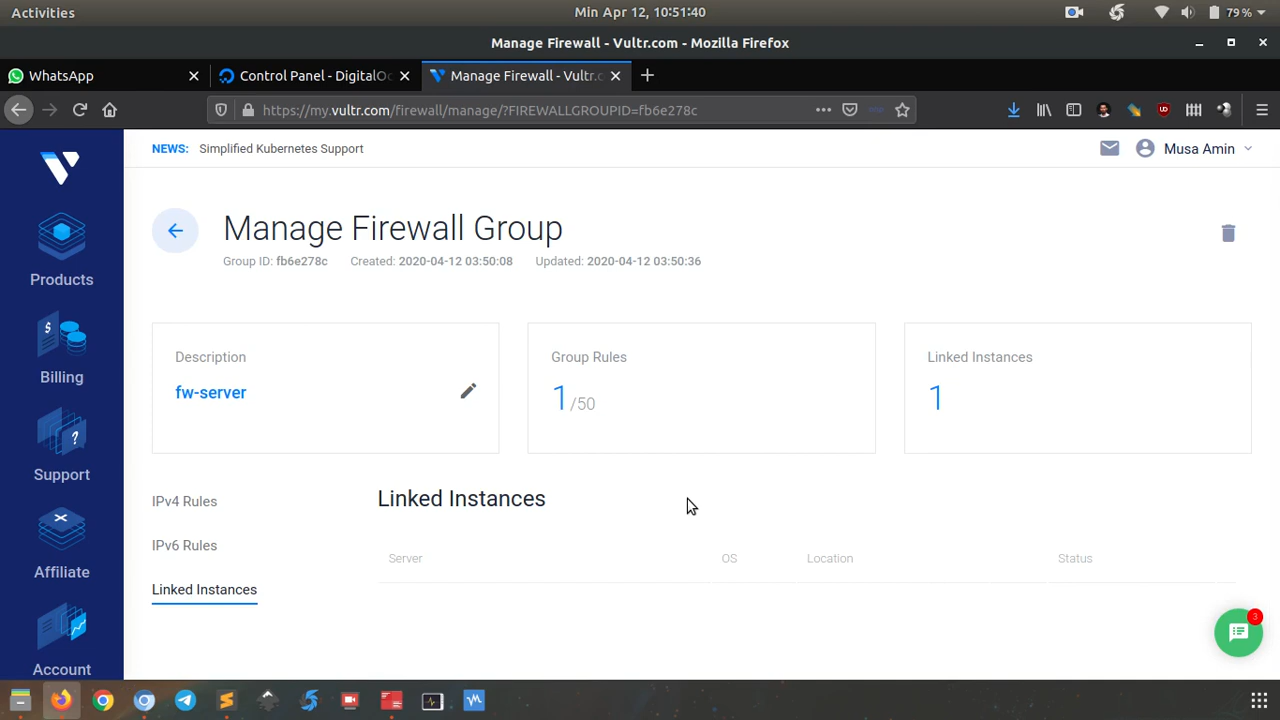 Activities
Min Apr 12, 10:51:40
79 %
Manage Firewall - Vultr.com - Mozilla Firefox
WhatsApp
Control Panel - DigitalOc
Manage Firewall - Vultr.c
https://my.vultr.com/firewall/manage/?FIREWALLGROUPID=fb6e278c
NEWS: Simplified Kubernetes Support
Musa Amin
Products
Billing
Support
Affiliate
Account
Manage Firewall Group
Group ID: fb6e278c Created: 2020-04-12 03:50:08 Updated: 2020-04-12 03:50:36
Description
fw-server
Group Rules
1/50
Linked Instances
1
IPv4 Rules
IPv6 Rules
Linked Instances
Linked Instances
Server OS Location Status
3